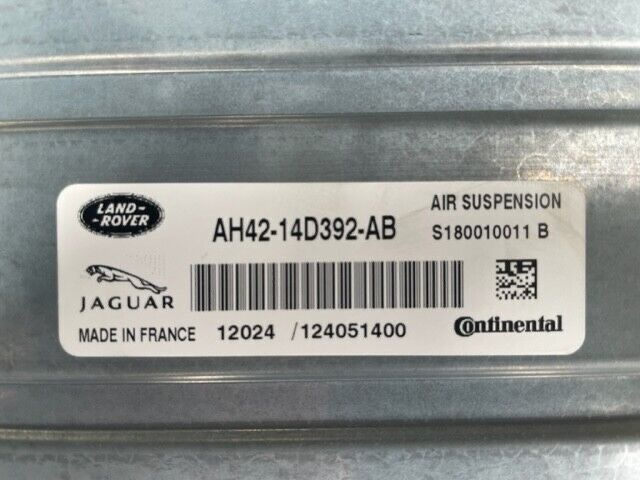 LAND-
-ROVER
AH42-14D392-AB
AIR SUSPENSION
S180010011 B
JAGUAR
MADE IN FRANCE 12024 /124051400
Continental